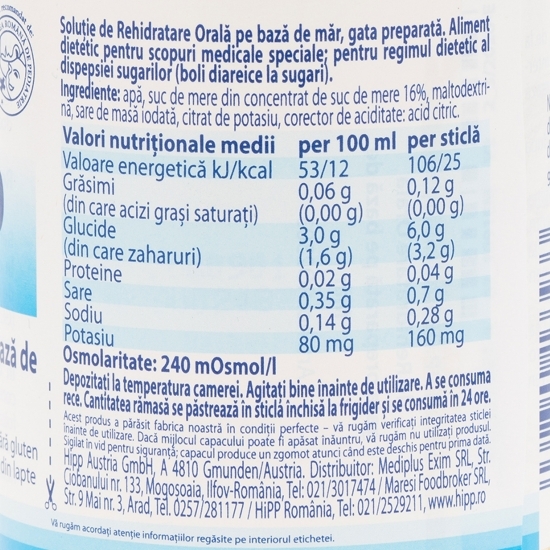 Soluție de Rehidratare Orală pe bază de măr, gata preparată. Aliment
dietetic pentru scopuri medicale speciale; pentru regimul dietetic al
dispepsiei sugarilor (boli diareice la sugari).
Ingrediente: apă, suc de mere din concentrat de suc de mere 16%, maltodextri-
nă, sare de masă iodată, citrat de potasiu, corector de aciditate: acid citric.
Valori nutriționale medii per 100 ml per sticlă
Valoare energetică kJ/kcal 53/12 106/25
Grăsimi 0,06 g 0,12 g
(din care acizi grași saturați) (0,00 g) (0,00 g)
Glucide 3,0 g 6,0 g
(din care zaharuri) (1,6 g) (3,2 g)
Proteine 0,02 g 0,04 g
Sare 0,35 g 0,7 g
Sodiu 0,14 g 0,28 g
Potasiu 80 mg 160 mg
Osmolaritate: 240 mOsmol/l
Depozitați la temperatura camerei. Agitați bine înainte de utilizare. A se consuma
rece. Cantitatea rămasă se păstrează în sticlă închisă la frigider și se consumă în 24 ore.
Acest produs a părăsit fabrica noastră în condiții perfecte – vă rugăm verificați integritatea sticlei
înainte de utilizare. Dacă mijlocul capacului poate fi apăsat înăuntru, vă rugăm nu utilizați produsul.
Sigilat în vid pentru siguranță; capacul produce un zgomot atunci când este deschis pentru prima dată.
Hipp Austria GmbH, A 4810 Gmunden/Austria. Distribuitor: Mediplus Exim SRL, Str.
Ciobanului nr. 133, Mogosoaia, Ilfov-România, Tel: 021/3017474 / Maresi Foodbroker SRL,
Str. 9 Mai nr. 3, Arad, Tel. 0257/281177 / HiPP România, Tel: 021/2529211, www.hipp.ro
Vă rugăm acordați atenție informațiilor regăsite pe interiorul etichetei.
ază de
ără gluten
din lapte